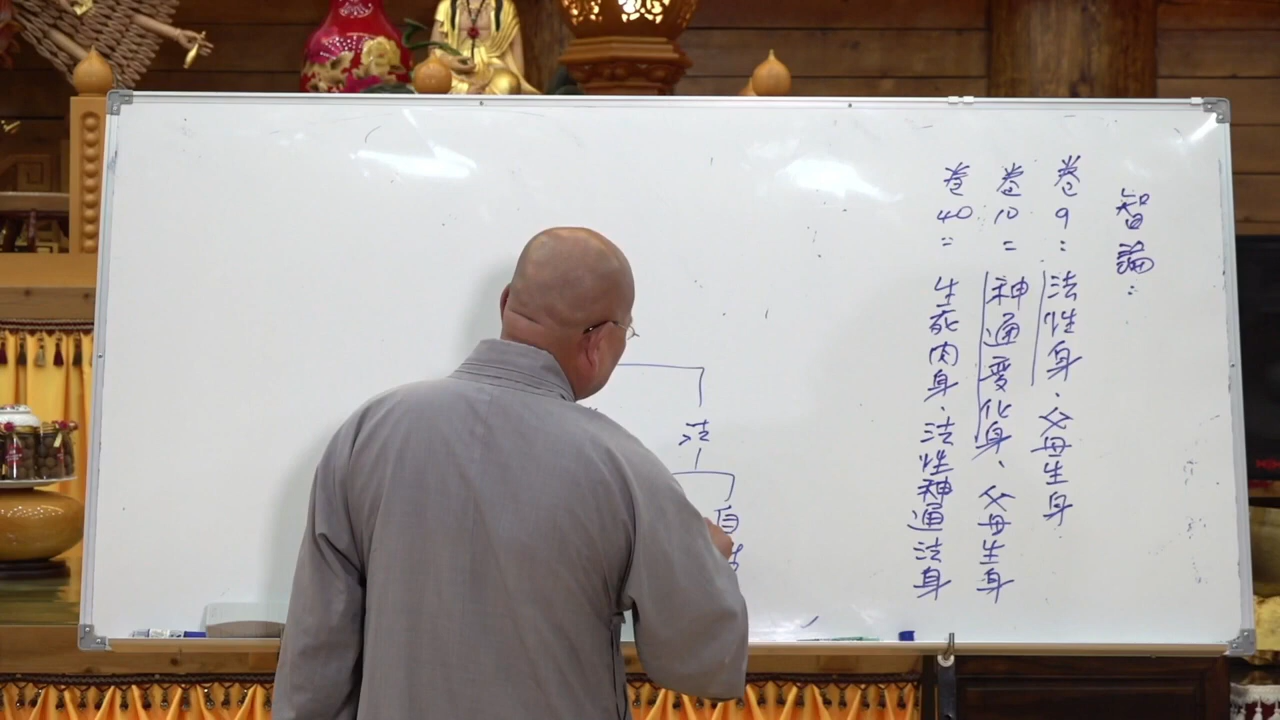 智論:
卷9:法性身、父母生身
卷10=神通變化身、父母生身
卷40=生死肉身、法性神通法身
法
自